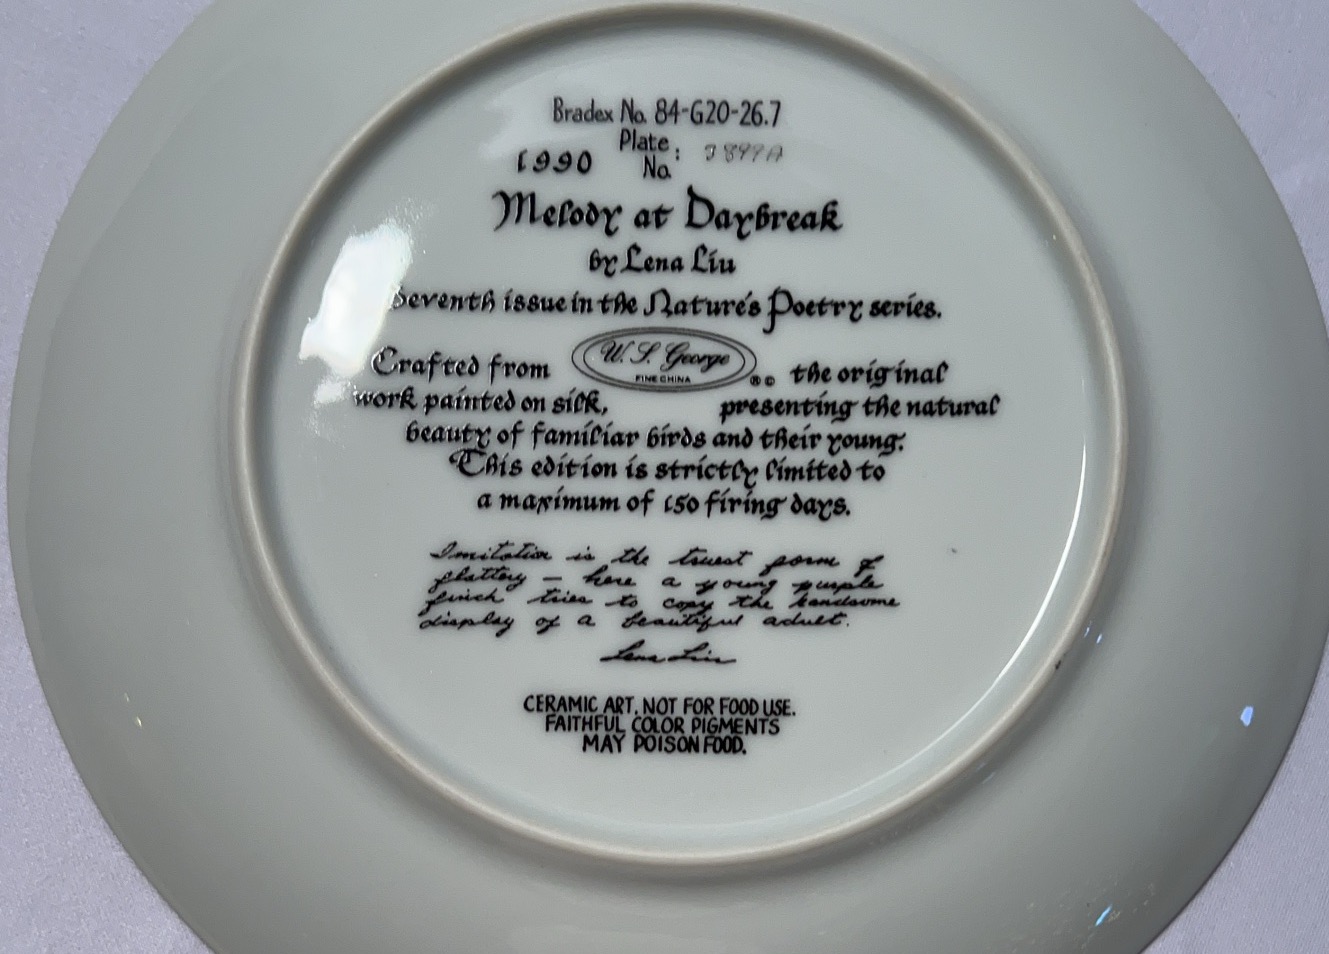 Bradex No. 84-G20-26.7
1990 Plate No. : 3899A
Melody at Daybreak
by Lena Liu
Seventh issue in the Nature's Poetry series.
Crafted from W. S. George FINE CHINA ® © the original
work painted on silk, presenting the natural
beauty of familiar birds and their young.
This edition is strictly limited to
a maximum of 150 firing days.
Imitation is the truest form of
flattery – here a young purple
finch tries to copy the handsome
display of a beautiful adult.
Lena Liu
CERAMIC ART. NOT FOR FOOD USE.
FAITHFUL COLOR PIGMENTS
MAY POISON FOOD.